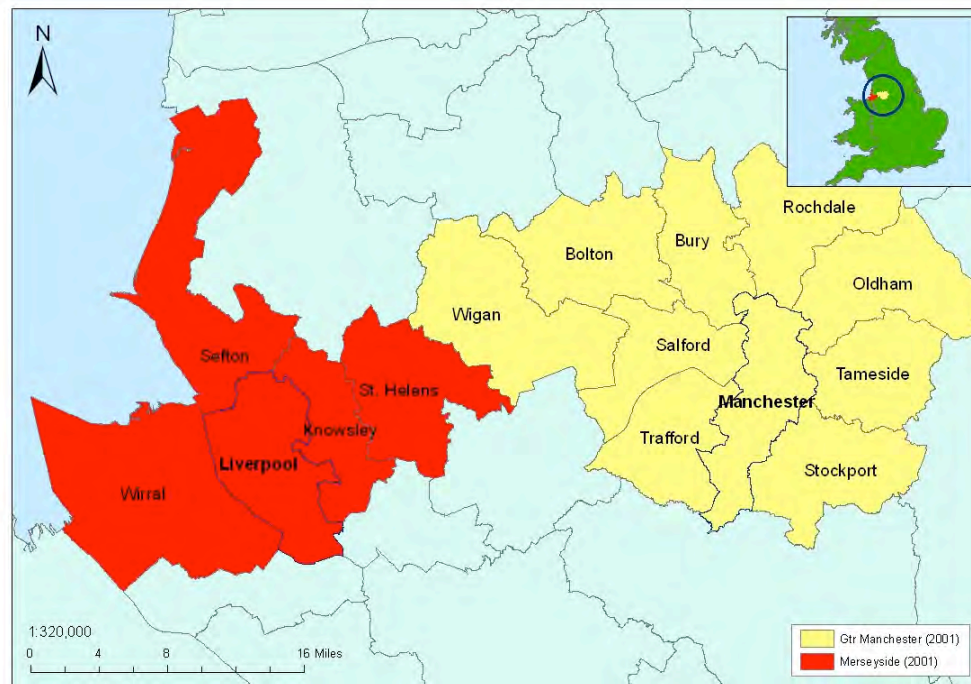 N
Rochdale
Bolton
Bury
Oldham
Wigan
Salford
Sefton
Tameside
St. Helens
Manchester
Knowsley
Trafford
Liverpool
Stockport
Wirral
1:320,000
0 4 8 16 Miles
Gtr Manchester (2001)
Merseyside (2001)